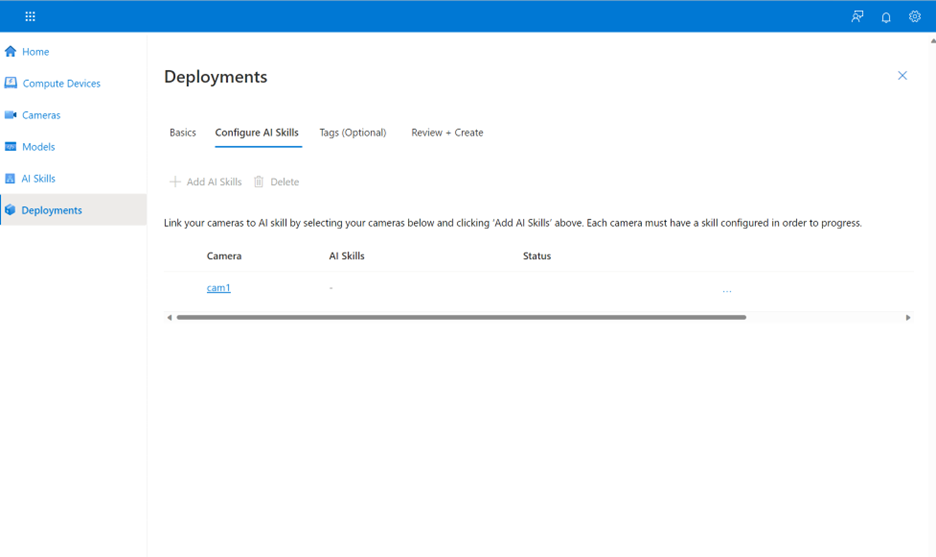 Home
Compute Devices
Cameras
Models
AI Skills
Deployments
Deployments
Basics Configure AI Skills Tags (Optional) Review + Create
Add AI Skills Delete
Link your cameras to AI skill by selecting your cameras below and clicking 'Add AI Skills' above. Each camera must have a skill configured in order to progress.
Camera AI Skills Status
cam1 - ...